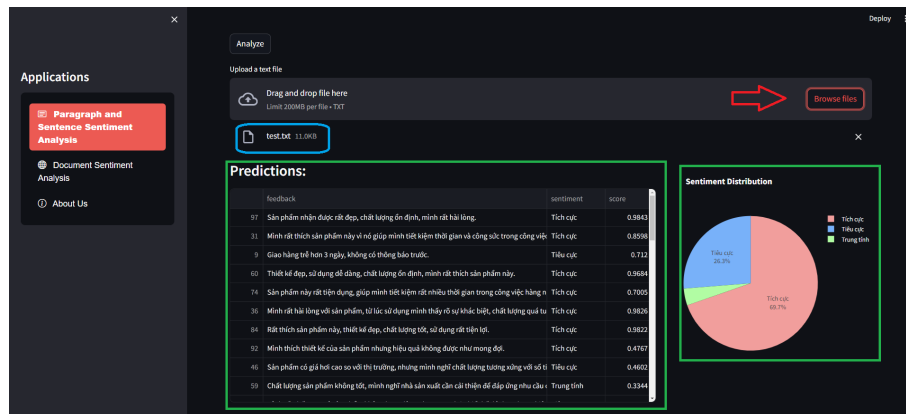 Deploy
Applications
Paragraph and
Sentence Sentiment
Analysis
Document Sentiment
Analysis
About Us
Analyze
Upload a text file
Drag and drop file here
Limit 200MB per file • TXT
Browse files
test.txt 11.0KB
Predictions:
feedback sentiment score
97 Sản phẩm nhận được rất đẹp, chất lượng ổn định, mình rất hài lòng. Tích cực 0.9843
31 Mình rất thích sản phẩm này vì nó giúp mình tiết kiệm thời gian và công sức trong công việc Tích cực 0.8598
9 Giao hàng trễ hơn 3 ngày, không có thông báo trước. Tiêu cực 0.712
60 Thiết kế đẹp, sử dụng dễ dàng, chất lượng ổn định, mình rất thích sản phẩm này. Tích cực 0.9684
74 Sản phẩm này rất tiện dụng, giúp mình tiết kiệm rất nhiều thời gian trong công việc hàng n Tích cực 0.7005
36 Mình rất hài lòng với sản phẩm, từ lúc sử dụng mình thấy rõ sự khác biệt, chất lượng quá tu Tích cực 0.9826
84 Rất thích sản phẩm này, thiết kế đẹp, chất lượng tốt, sử dụng rất tiện lợi. Tích cực 0.9822
92 Mình thích thiết kế của sản phẩm nhưng hiệu quả không được như mong đợi. Tích cực 0.4767
46 Sản phẩm có giá hơi cao so với thị trường, nhưng mình nghĩ chất lượng tương xứng với số ti Tiêu cực 0.4602
59 Chất lượng sản phẩm không tốt, mình nghĩ nhà sản xuất cần cải thiện để đáp ứng nhu cầu Trung tính 0.3344
Sentiment Distribution
Tích cực
Tiêu cực
Trung tính
Tiêu cực
26.3%
Tích cực
69.7%